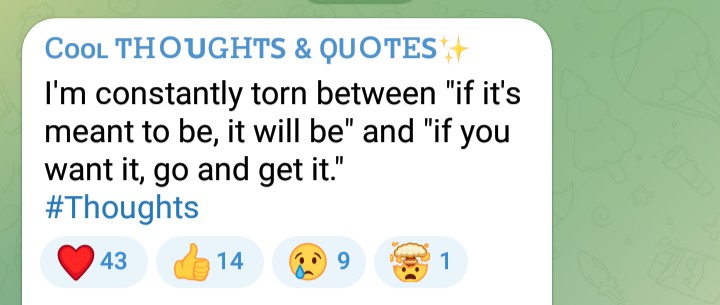 Cool THOUGHTS & QUOTES✨
I'm constantly torn between "if it's
meant to be, it will be" and "if you
want it, go and get it."
#Thoughts
❤️ 43 👍 14 😢 9 🤯 1